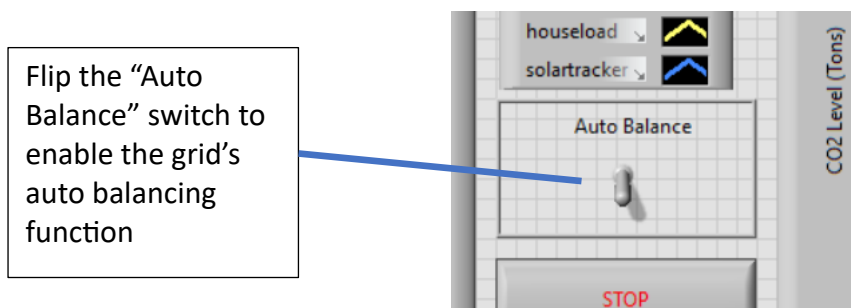 Flip the “Auto
Balance” switch to
enable the grid’s
auto balancing
function
houseload
solartracker
Auto Balance
STOP
CO2 Level (Tons)